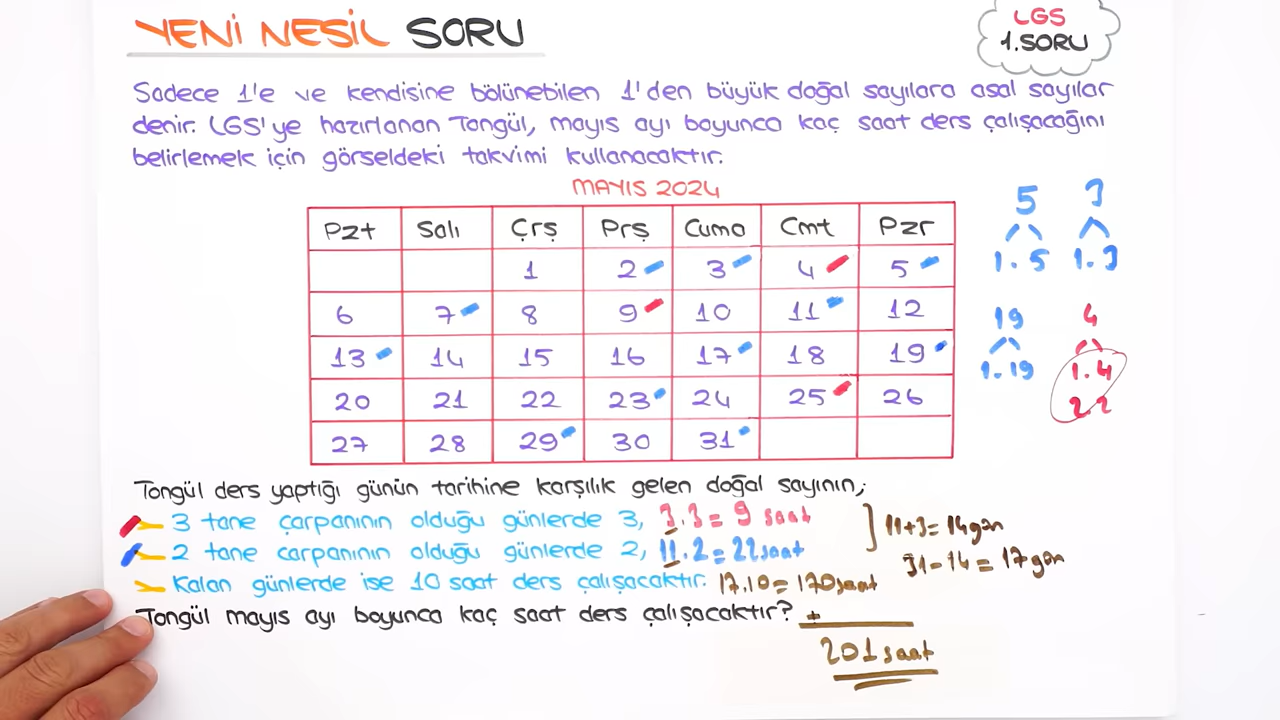 YENİ NESİL SORU
LGS
1.SORU
Sadece 1'e ve kendisine bölünebilen 1'den büyük doğal sayılara asal sayılar
denir. LGS'ye hazırlanan Tongül, mayıs ayı boyunca kaç saat ders çalışacağını
belirlemek için görseldeki takvimi kullanacaktır.
MAYIS 2024
Pzt Salı Çrş Prş Cuma Cmt Pzr
1 2 3 4 5
6 7 8 9 10 11 12
13 14 15 16 17 18 19
20 21 22 23 24 25 26
27 28 29 30 31
5 3
1.5 1.3
19 4
1.19 1.4
2.2
Tongül ders yaptığı günün tarihine karşılık gelen doğal sayının;
3 tane çarpanının olduğu günlerde 3, 3.3 = 9 saat
2 tane çarpanının olduğu günlerde 2, 11.2 = 22 saat
11+3 = 14 gün
31-14 = 17 gün
Kalan günlerde ise 10 saat ders çalışacaktır. 17.10 = 170 saat
Tongül mayıs ayı boyunca kaç saat ders çalışacaktır? +
201 saat